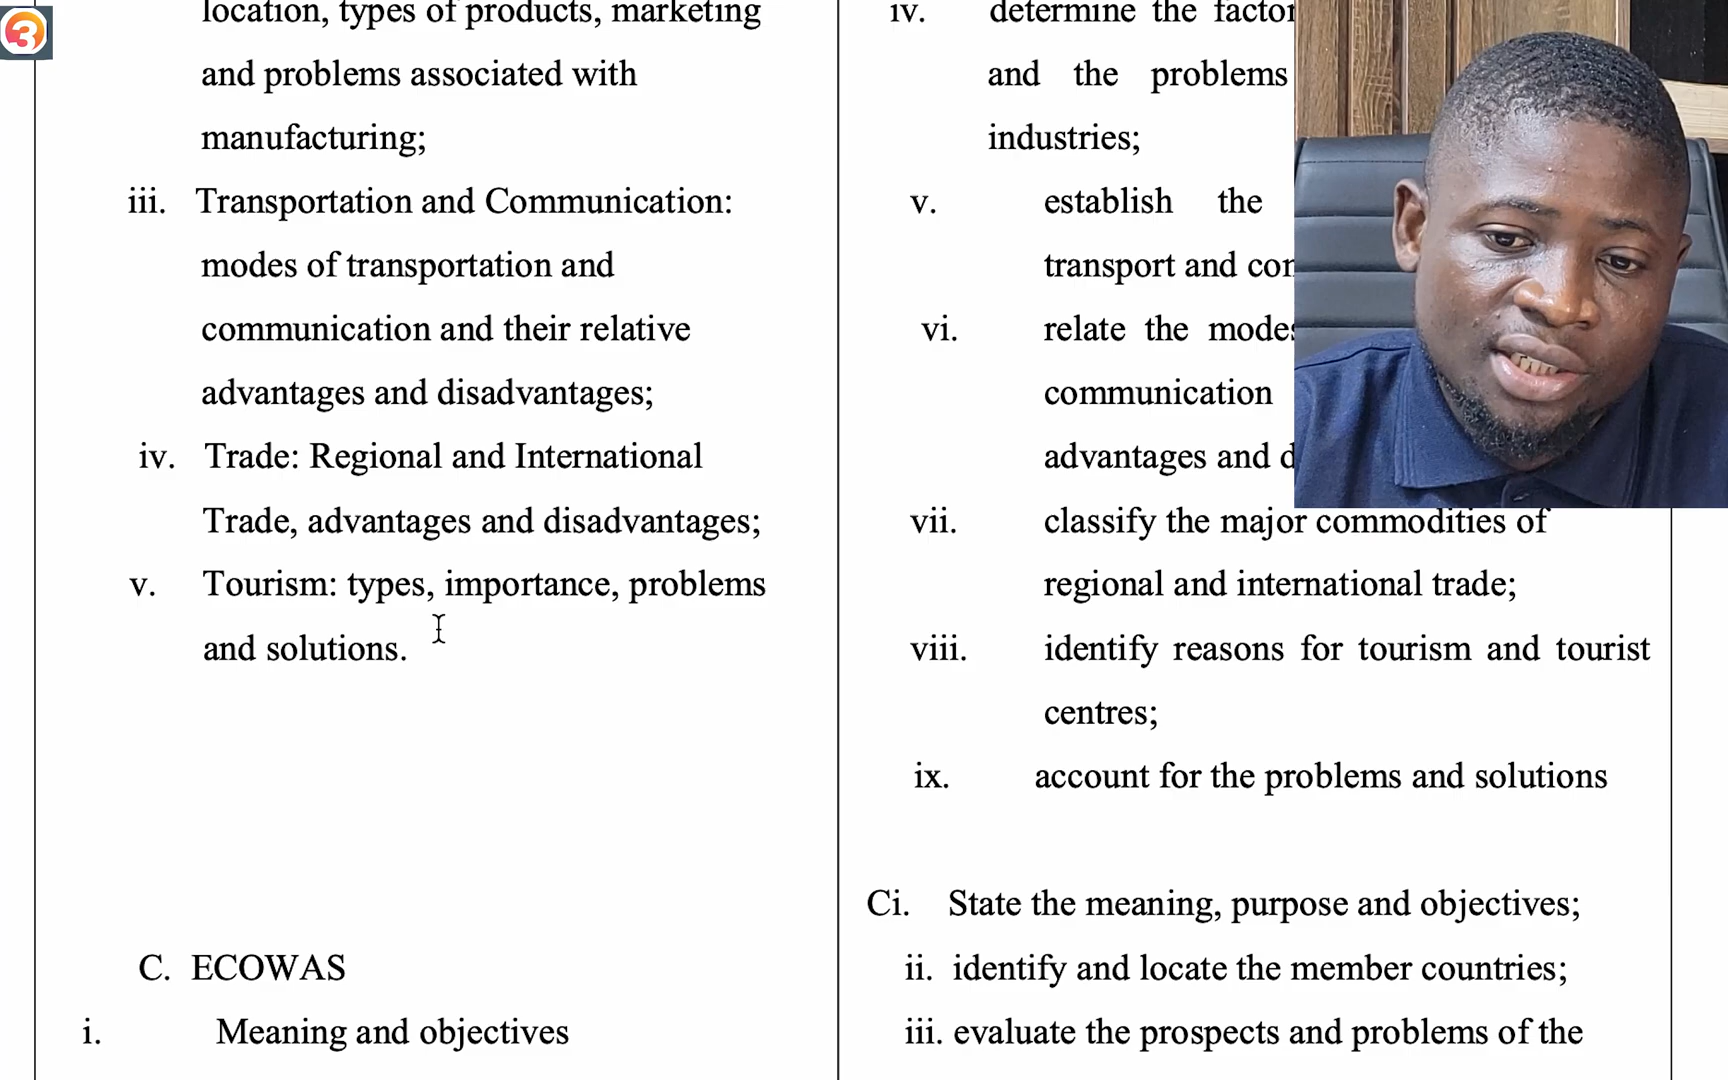 3
location, types of products, marketing
and problems associated with
manufacturing;
iii. Transportation and Communication:
modes of transportation and
communication and their relative
advantages and disadvantages;
iv. Trade: Regional and International
Trade, advantages and disadvantages;
v. Tourism: types, importance, problems
and solutions.
C. ECOWAS
i. Meaning and objectives
iv. determine the
and the problems
industries;
v. establish the
transport and
vi. relate the
communication
advantages and
vii. classify the major commodities of
regional and international trade;
viii. identify reasons for tourism and tourist
centres;
ix. account for the problems and solutions
Ci. State the meaning, purpose and objectives;
ii. identify and locate the member countries;
iii. evaluate the prospects and problems of the